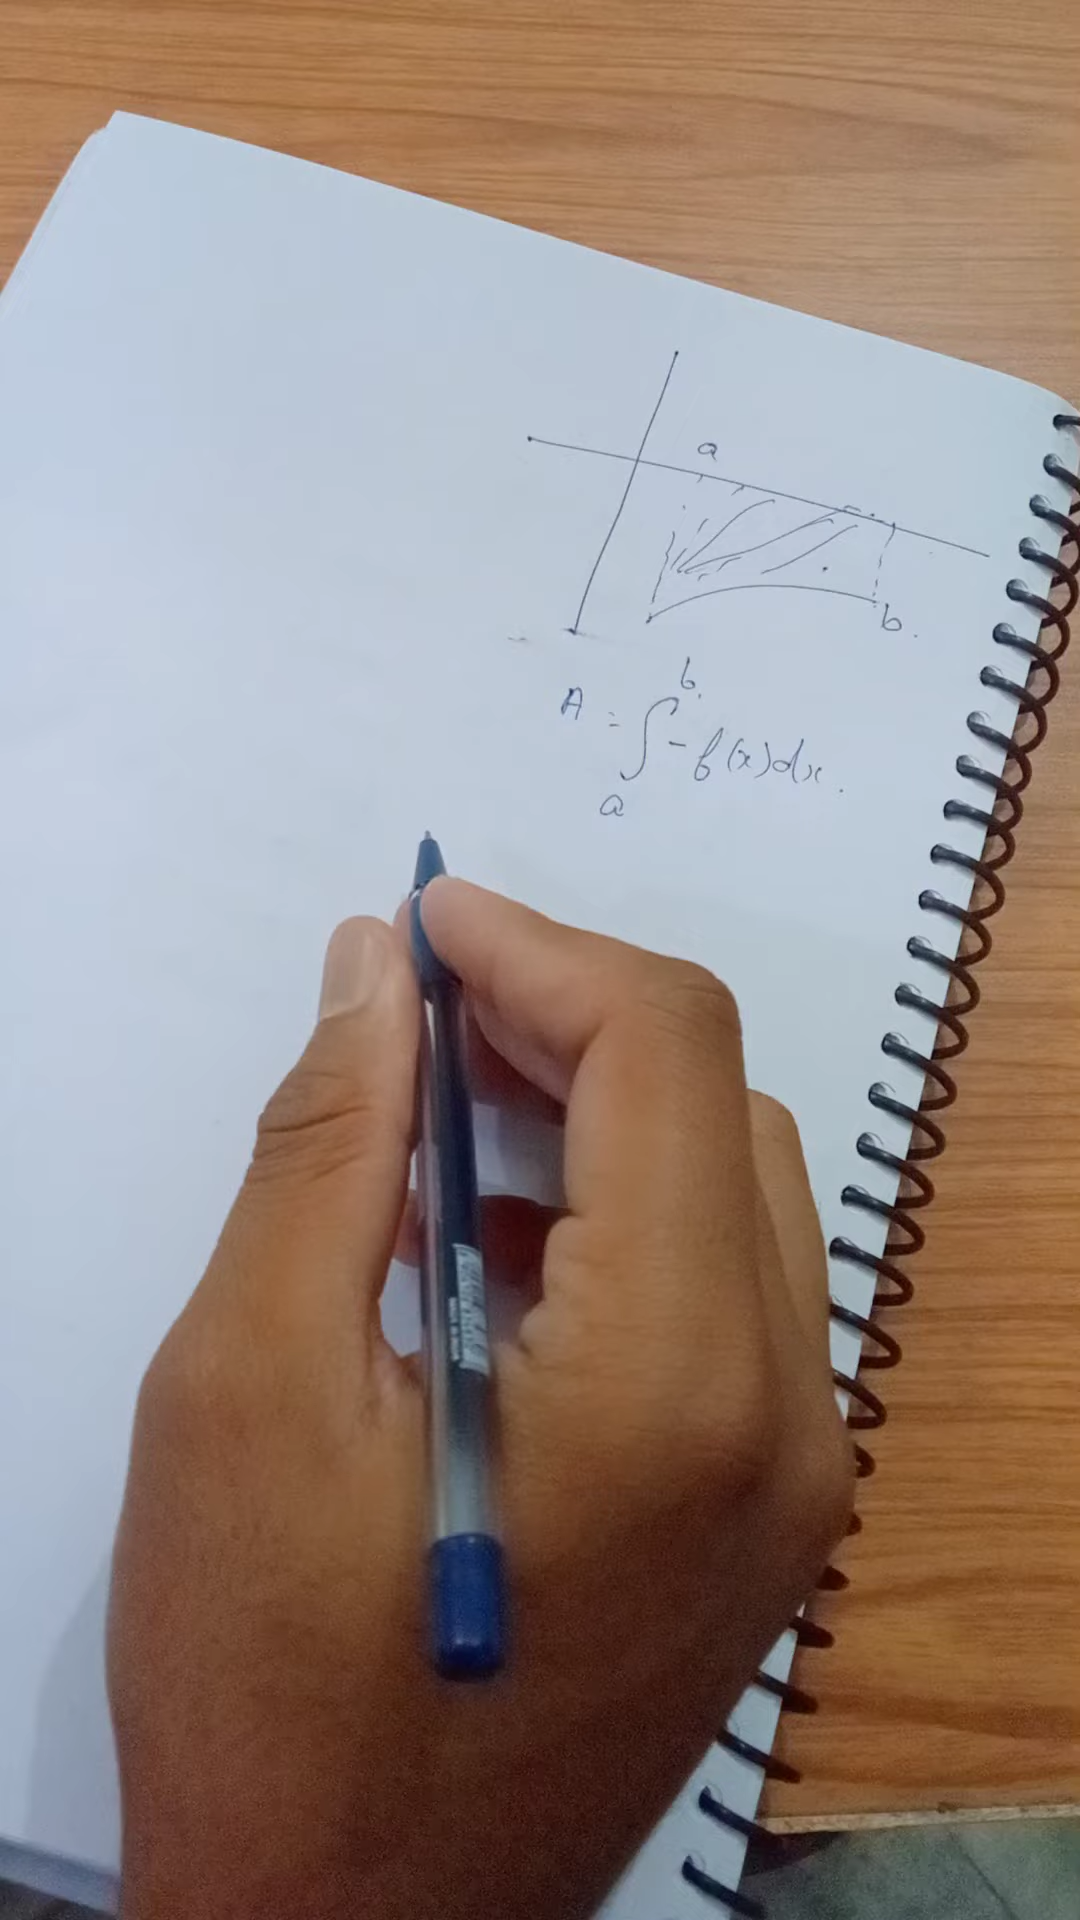 a
b.
b
A = ∫ - f(x)dx.
a